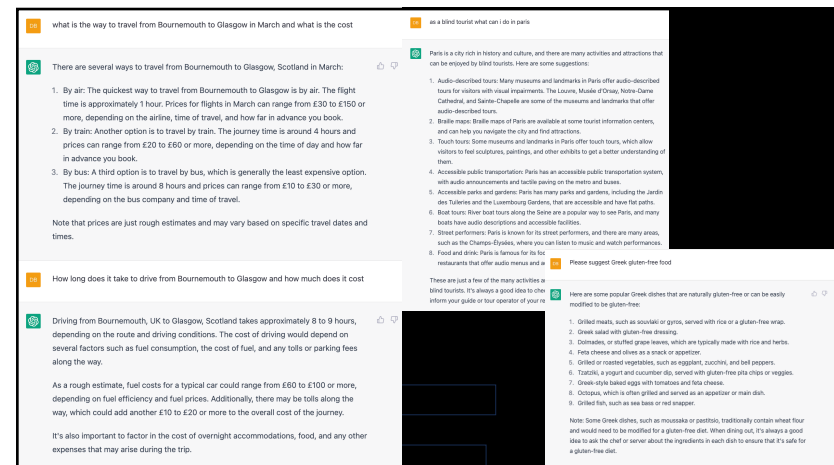 DB what is the way to travel from Bournemouth to Glasgow in March and what is the cost
There are several ways to travel from Bournemouth to Glasgow, Scotland in March:
1. By air: The quickest way to travel from Bournemouth to Glasgow is by air. The flight
time is approximately 1 hour. Prices for flights in March can range from £30 to £150 or
more, depending on the airline, time of travel, and how far in advance you book.
2. By train: Another option is to travel by train. The journey time is around 4 hours and
prices can range from £20 to £60 or more, depending on the time of day and how far
in advance you book.
3. By bus: A third option is to travel by bus, which is generally the least expensive option.
The journey time is around 8 hours and prices can range from £10 to £30 or more,
depending on the bus company and time of travel.
Note that prices are just rough estimates and may vary based on specific travel dates and
times.
DB How long does it take to drive from Bournemouth to Glasgow and how much does it cost
Driving from Bournemouth, UK to Glasgow, Scotland takes approximately 8 to 9 hours,
depending on the route and driving conditions. The cost of driving would depend on
several factors such as fuel consumption, the cost of fuel, and any tolls or parking fees
along the way.
As a rough estimate, fuel costs for a typical car could range from £60 to £100 or more,
depending on fuel efficiency and fuel prices. Additionally, there may be tolls along the
way, which could add another £10 to £20 or more to the overall cost of the journey.
It's also important to factor in the cost of overnight accommodations, food, and any other
expenses that may arise during the trip.
DB as a blind tourist what can i do in paris
Paris is a city rich in history and culture, and there are many activities and attractions that
can be enjoyed by blind tourists. Here are some suggestions:
1. Audio-described tours: Many museums and landmarks in Paris offer audio-described
tours for visitors with visual impairments. The Louvre, Musée d'Orsay, Notre-Dame
Cathedral, and Sainte-Chapelle are some of the museums and landmarks that offer
audio-described tours.
2. Braille maps: Braille maps of Paris are available at some tourist information centers,
and can help you navigate the city and find attractions.
3. Touch tours: Some museums and landmarks in Paris offer touch tours, which allow
visitors to feel sculptures, paintings, and other exhibits to get a better understanding of
them.
4. Accessible public transportation: Paris has an accessible public transportation system,
with audio announcements and tactile paving on the metro and buses.
5. Accessible parks and gardens: Paris has many parks and gardens, including the Jardin
des Tuileries and the Luxembourg Gardens, that are accessible and have flat paths.
6. Boat tours: River boat tours along the Seine are a popular way to see Paris, and many
boats have audio descriptions and accessible facilities.
7. Street performers: Paris is known for its street performers, and there are many areas,
such as the Champs-Élysées, where you can listen to music and watch performances.
8. Food and drink: Paris is famous for its foo
restaurants that offer audio menus and a
These are just a few of the many activities a
blind tourists. It's always a good idea to che
inform your guide or tour operator of your re
DB Please suggest Greek gluten-free food
Here are some popular Greek dishes that are naturally gluten-free or can be easily
modified to be gluten-free:
1. Grilled meats, such as souvlaki or gyros, served with rice or a gluten-free wrap.
2. Greek salad with gluten-free dressing.
3. Dolmades, or stuffed grape leaves, which are typically made with rice and herbs.
4. Feta cheese and olives as a snack or appetizer.
5. Grilled or roasted vegetables, such as eggplant, zucchini, and bell peppers.
6. Tzatziki, a yogurt and cucumber dip, served with gluten-free pita chips or veggies.
7. Greek-style baked eggs with tomatoes and feta cheese.
8. Octopus, which is often grilled and served as an appetizer or main dish.
9. Grilled fish, such as sea bass or red snapper.
Note: Some Greek dishes, such as moussaka or pastitsio, traditionally contain wheat flour
and would need to be modified for a gluten-free diet. When dining out, it's always a good
idea to ask the chef or server about the ingredients in each dish to ensure that it's safe for
a gluten-free diet.